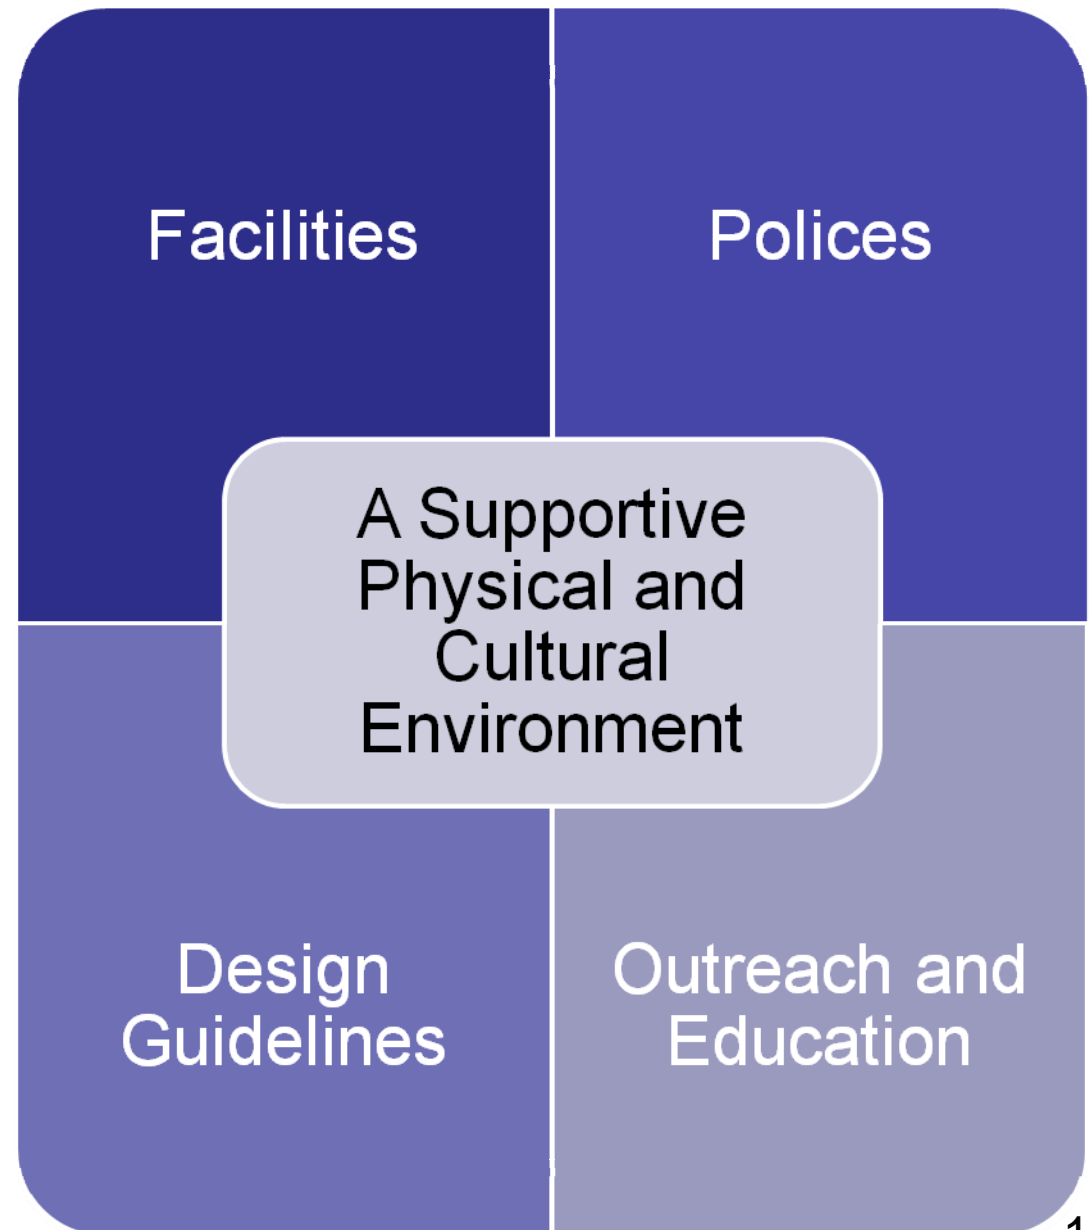 Facilities
Polices
A Supportive
Physical and
Cultural
Environment
Design
Guidelines
Outreach and
Education